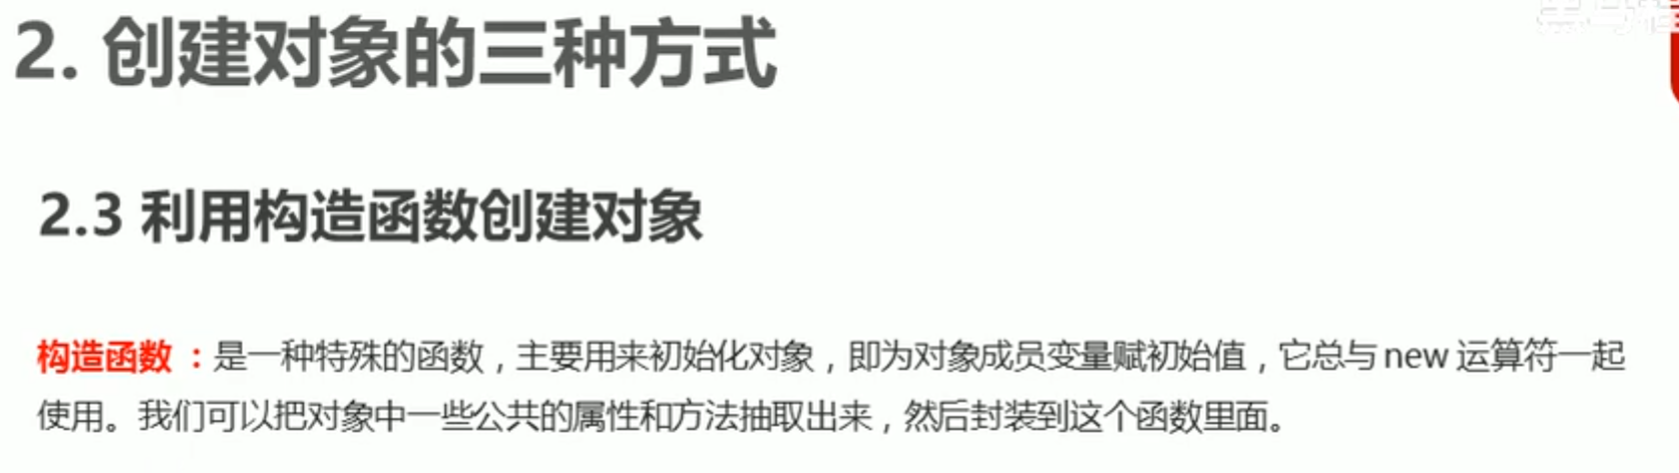 2. 创建对象的三种方式
2.3 利用构造函数创建对象
构造函数 ：是一种特殊的函数，主要用来初始化对象，即为对象成员变量赋初始值，它总与 new 运算符一起
使用。我们可以把对象中一些公共的属性和方法抽取出来，然后封装到这个函数里面。